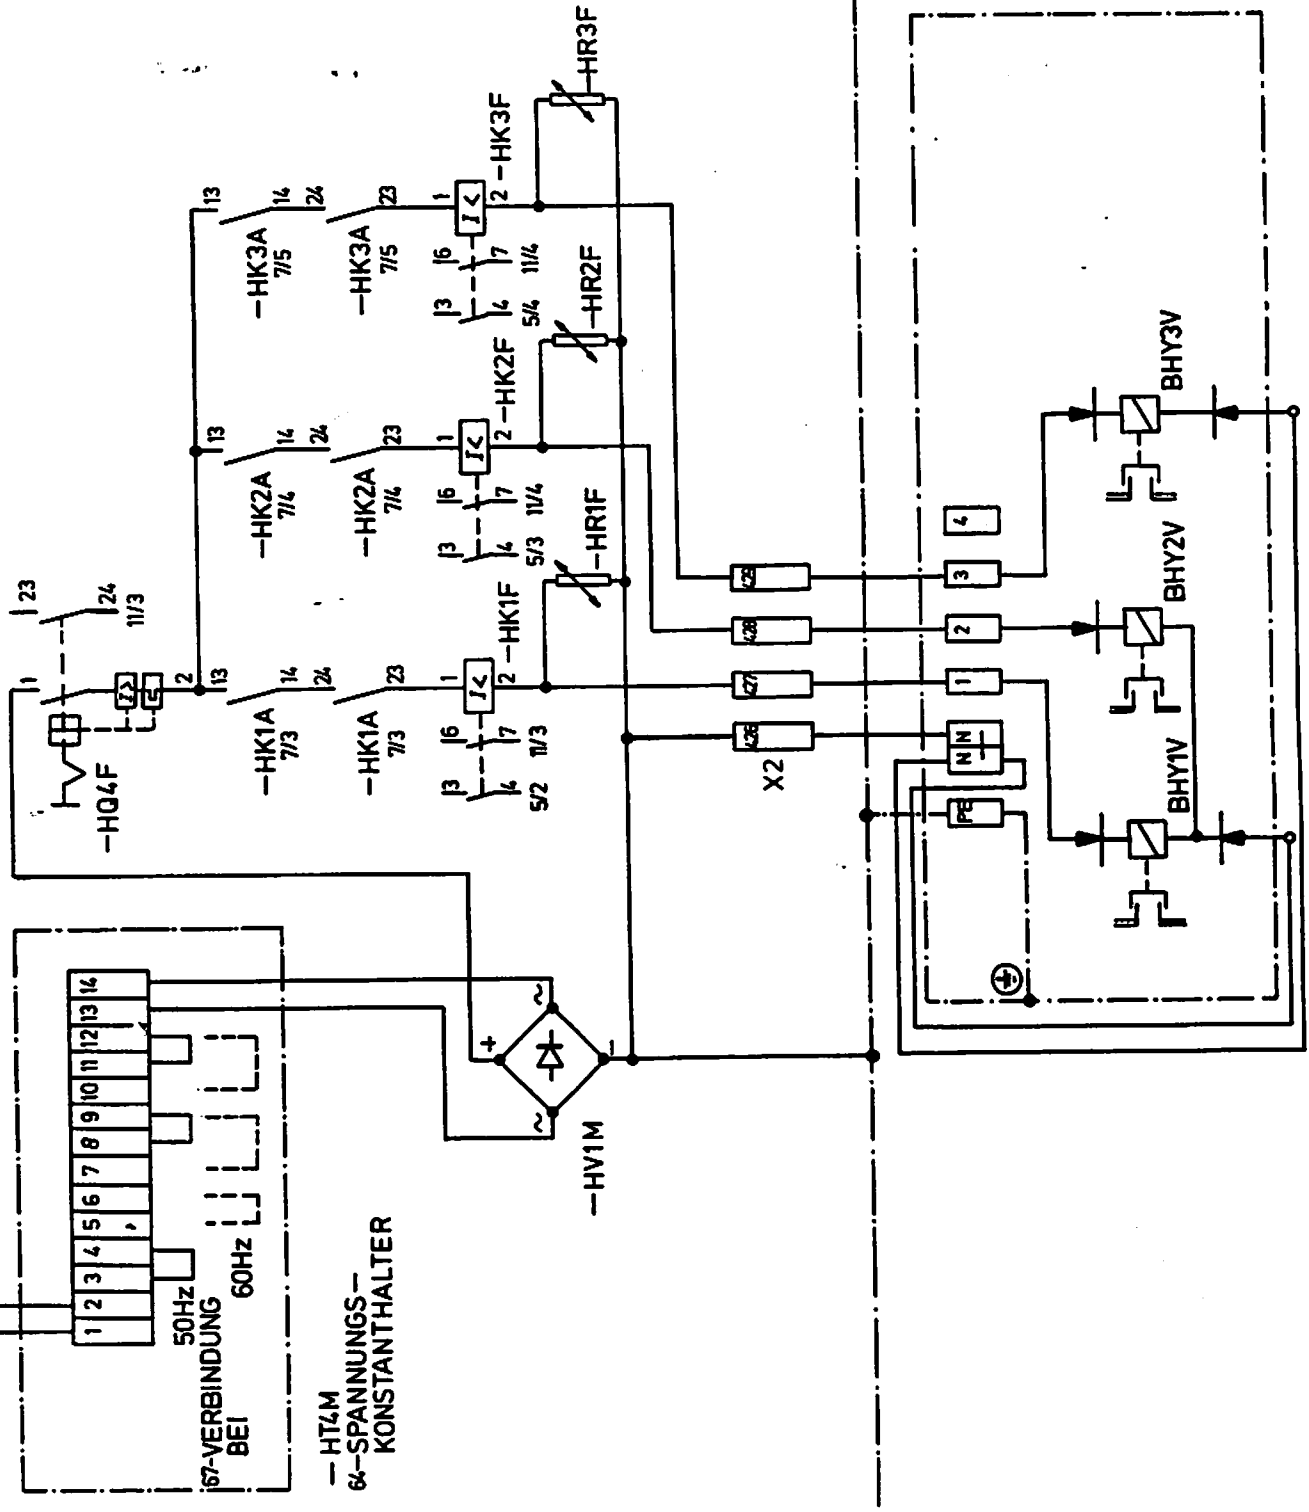 1
2
3
4
5
6
7
8
9
10
11
12
13
14
50Hz
67-VERBINDUNG
BEI
60Hz
—HT4M
64—SPANNUNGS—
KONSTANTHALTER
~
~
+
—
—HV1M
—HQ4F
1
I>
2
23
24
11/3
13
14
24
23
—HK1A
7/3
—HK1A
7/3
1
I<
2
—HK1F
3
4
5/2
6
7
11/3
—HR1F
13
14
24
23
—HK2A
7/4
—HK2A
7/4
1
I<
2
—HK2F
3
4
5/3
6
7
11/4
—HR2F
13
14
24
23
—HK3A
7/5
—HK3A
7/5
1
I<
2
—HK3F
3
4
5/4
6
7
11/4
—HR3F
X2
426
427
428
429
PE
N
N
1
2
3
4
BHY1V
BHY2V
BHY3V